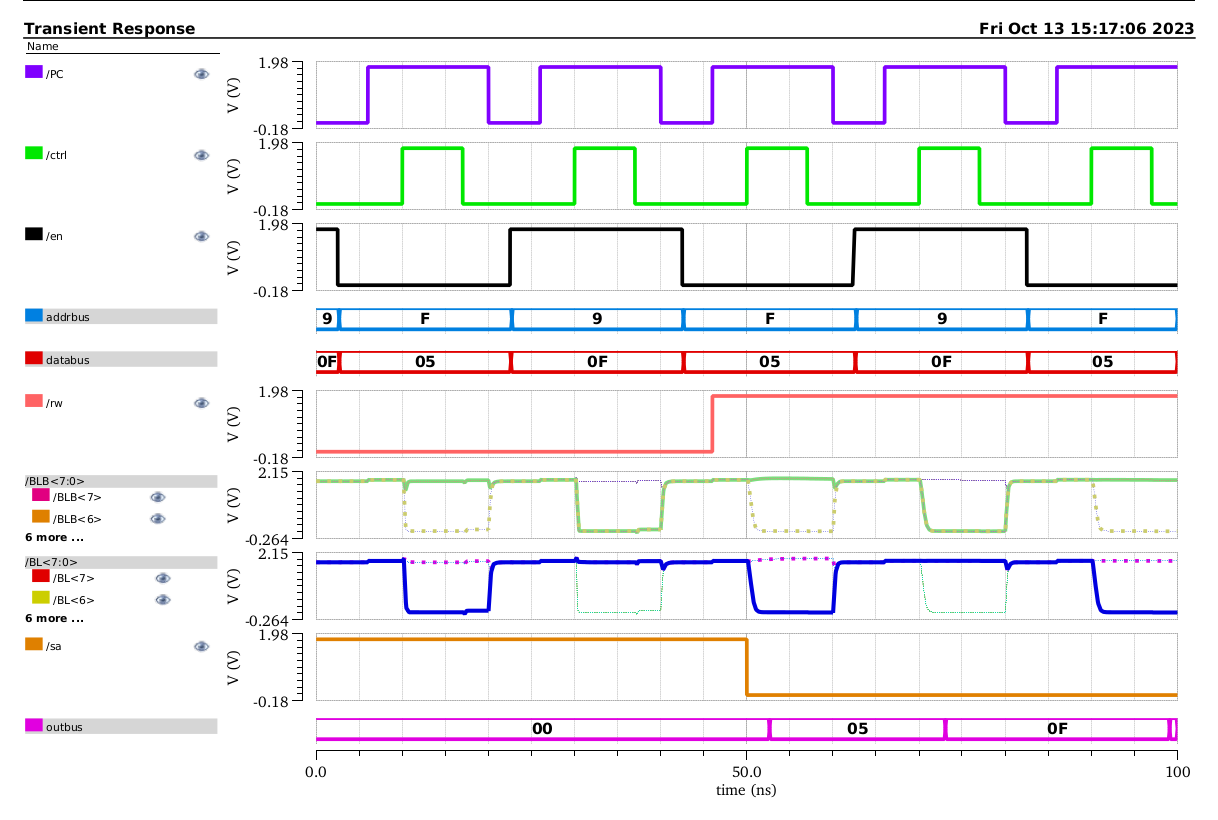 Transient Response Fri Oct 13 15:17:06 2023
Name
/PC
1.98
V (V)
-0.18
/ctrl
1.98
V (V)
-0.18
/en
1.98
V (V)
-0.18
addrbus 9 F 9 F 9 F
databus 0F 05 0F 05 0F 05
/rw
1.98
V (V)
-0.18
/BLB<7:0>
/BLB<7>
/BLB<6>
6 more ...
2.15
V (V)
-0.264
/BL<7:0>
/BL<7>
/BL<6>
6 more ...
2.15
V (V)
-0.264
/sa
1.98
V (V)
-0.18
outbus 00 05 0F
0.0 50.0 100
time (ns)